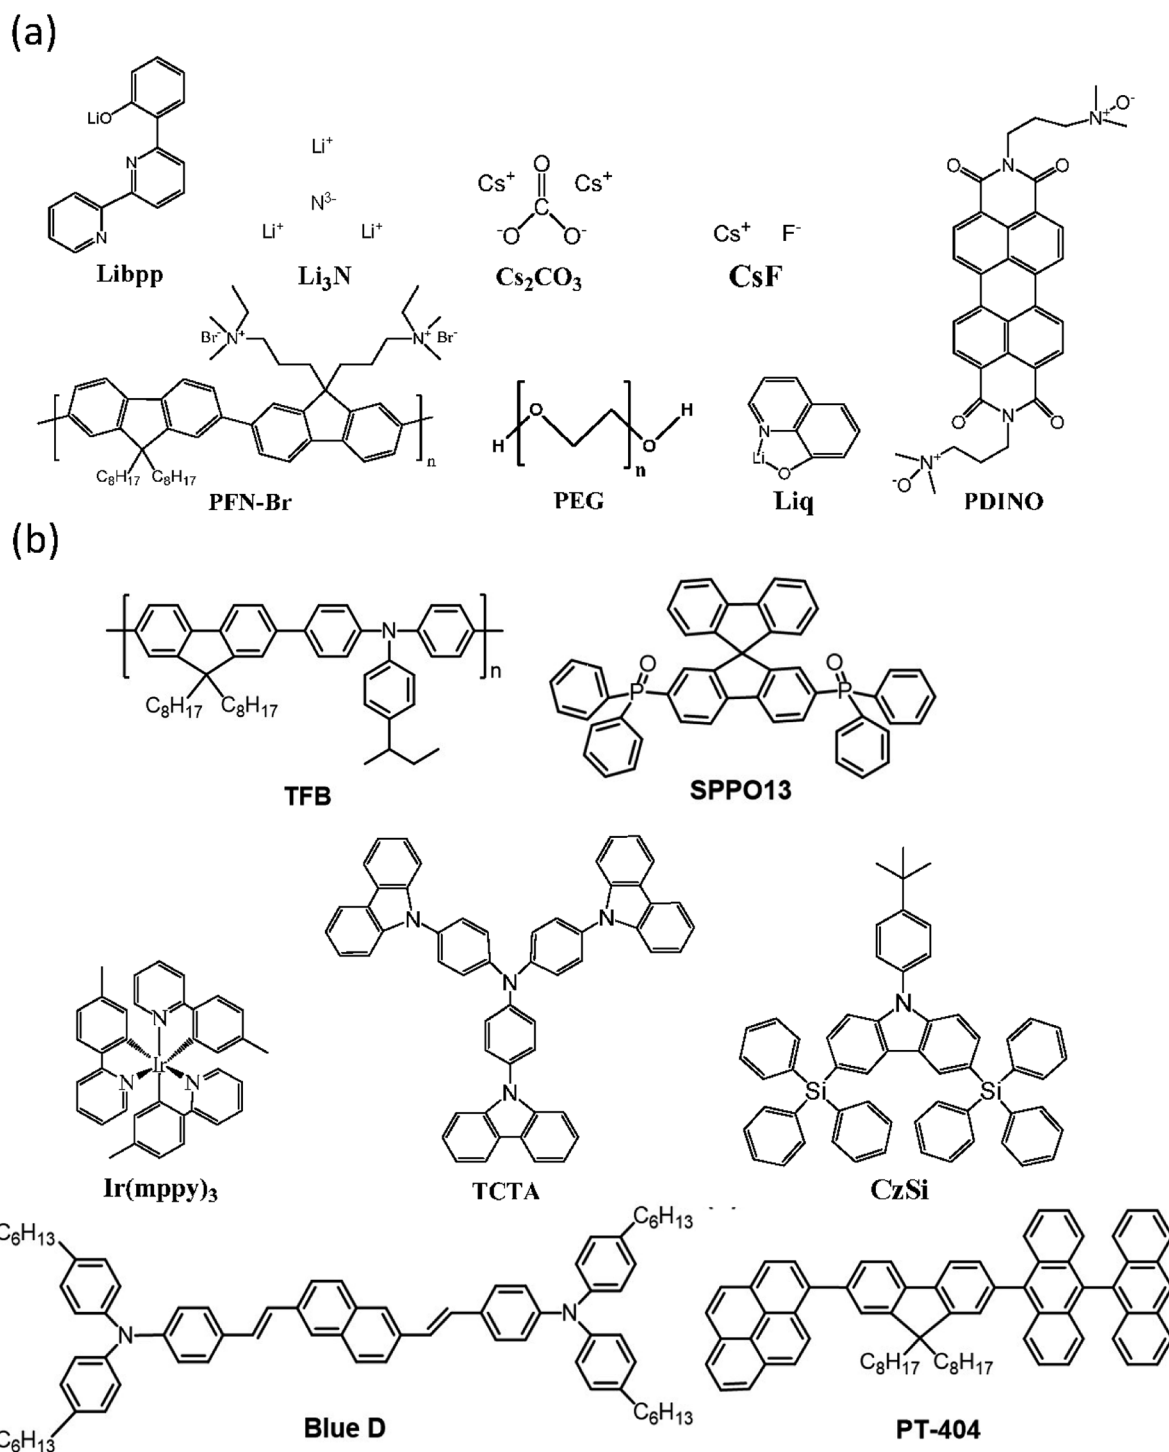 (a)
LiO
N
N
Libpp
Li⁺
N³⁻
Li⁺ Li⁺
Li₃N
O
Cs⁺ Cs⁺
C
⁻O O⁻
Cs₂CO₃
Cs⁺ F⁻
CsF
N⁺ O⁻
O N O
O N O
N⁺
⁻O
PDINO
Br⁻ N⁺ N⁺ Br⁻
n
C₈H₁₇ C₈H₁₇
PFN-Br
H O O H
n
PEG
N
Li
O
Liq
(b)
N
n
C₈H₁₇ C₈H₁₇
TFB
O O
P P
SPPO13
N
N
N
Ir
Ir(mppy)₃
N N
N
N
TCTA
N
Si Si
CzSi
C₆H₁₃ C₆H₁₃
N N
C₆H₁₃ C₆H₁₃
Blue D
C₈H₁₇ C₈H₁₇
PT-404